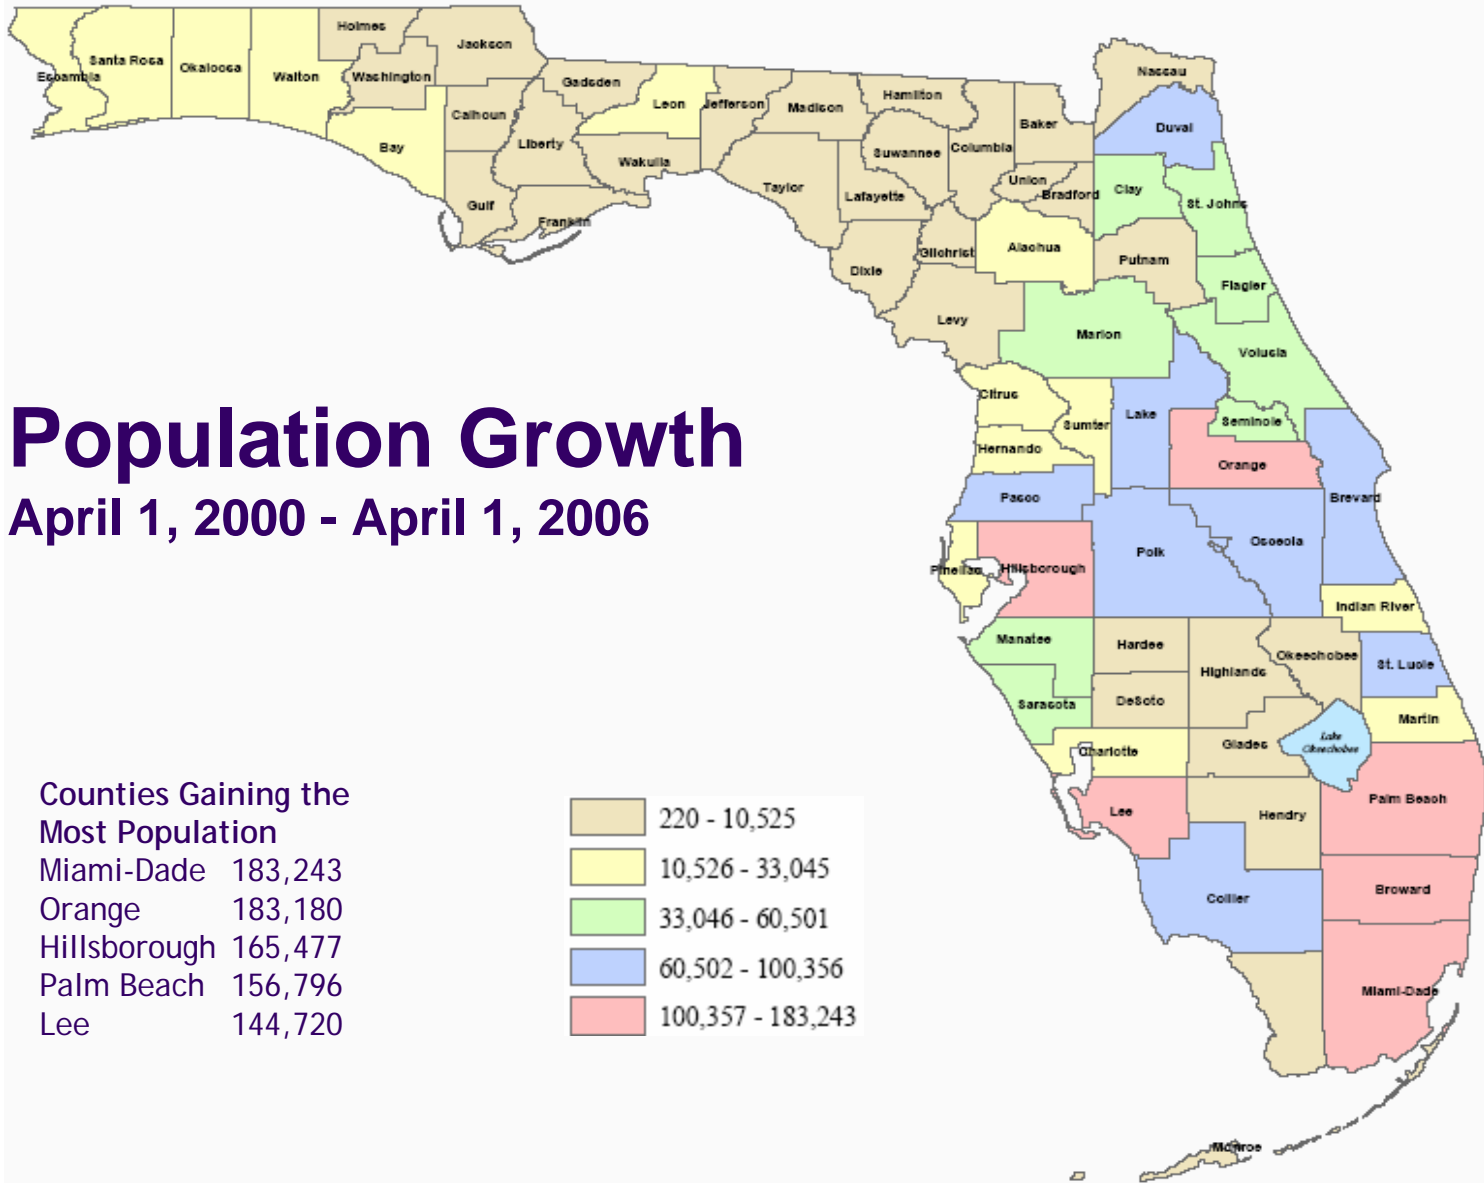 Holmes
Jackson
Santa Rosa
Okaloosa
Walton
Washington
Escambia
Gadsden
Leon
Jefferson
Madison
Hamilton
Nassau
Calhoun
Baker
Duval
Bay
Liberty
Wakulla
Suwannee
Columbia
Taylor
Lafayette
Union
Bradford
Clay
St. Johns
Gulf
Franklin
Gilchrist
Alachua
Putnam
Dixie
Flagler
Levy
Marion
Volusia
Citrus
Sumter
Lake
Seminole
Hernando
Orange
Population Growth
April 1, 2000 - April 1, 2006
Pasco
Brevard
Polk
Osceola
Pinellas
Hillsborough
Indian River
Manatee
Hardee
Highlands
Okeechobee
St. Lucie
Sarasota
DeSoto
Martin
Charlotte
Glades
Lake
Okeechobee
Lee
Hendry
Palm Beach
Broward
Collier
Miami-Dade
Monroe
Counties Gaining the
Most Population
Miami-Dade 183,243
Orange 183,180
Hillsborough 165,477
Palm Beach 156,796
Lee 144,720
220 - 10,525
10,526 - 33,045
33,046 - 60,501
60,502 - 100,356
100,357 - 183,243